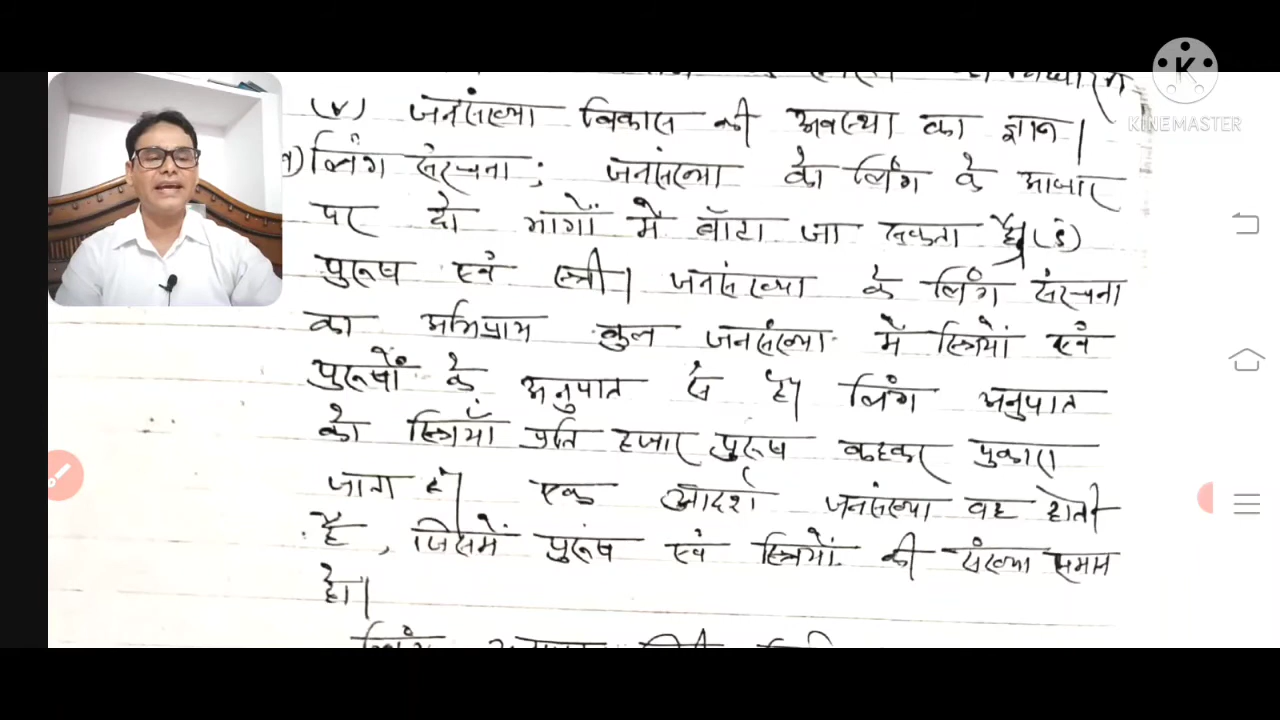 (v) जनसंख्या विकास की अवस्था का ज्ञान।
लिंग संरचना; जनसंख्या को लिंग के आधार
पर दो भागों में बाँटा जा सकता है।
पुरूष एवं स्त्री। जनसंख्या के लिंग संरचना
का अभिप्राय कुल जनसंख्या में स्त्रियों एवं
पुरूषों के अनुपात से है। लिंग अनुपात
को स्त्रियाँ प्रति हजार पुरूष कहकर पुकारा
जाता है। एक आदर्श जनसंख्या वह होती
है, जिसमें पुरूष एवं स्त्रियों की संख्या समान
हो।
K
KINEMASTER